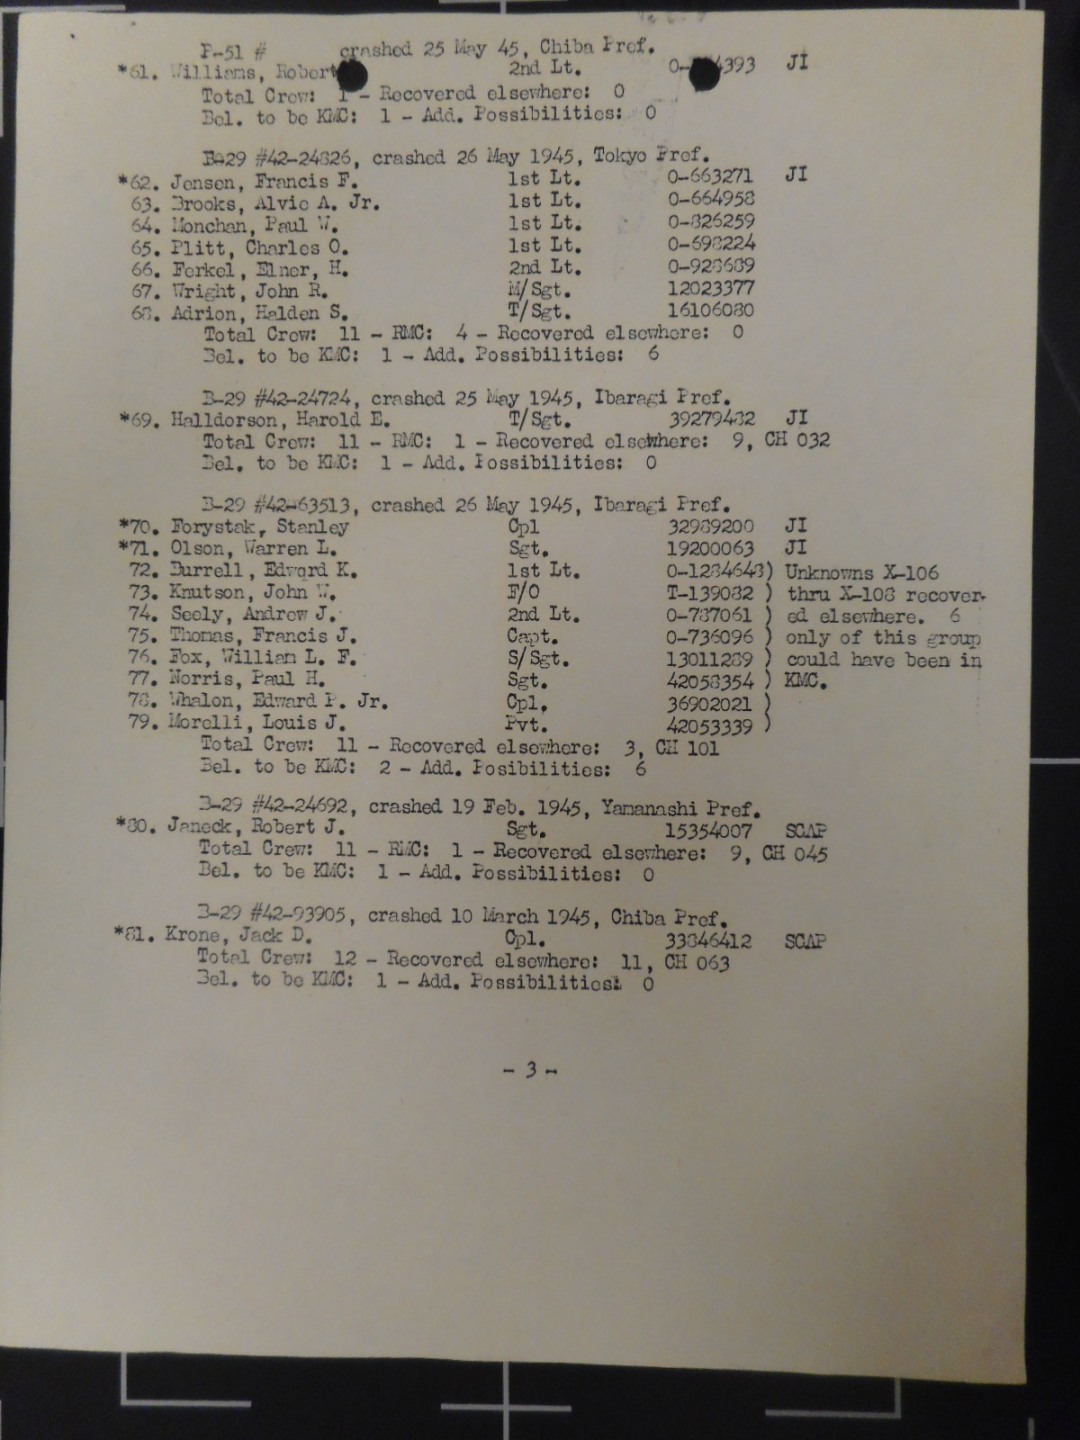 P-51 # crashed 25 May 45, Chiba Pref.
*61. Williams, Robert 2nd Lt. 0- 4393 JI
Total Crew: 1 - Recovered elsewhere: 0
Bel. to be KMC: 1 - Add. Possibilities: 0
B-29 #42-24826, crashed 26 May 1945, Tokyo Pref.
*62. Jensen, Francis F. 1st Lt. 0-663271 JI
63. Brooks, Alvie A. Jr. 1st Lt. 0-664958
64. Monchan, Paul W. 1st Lt. 0-826259
65. Plitt, Charles O. 1st Lt. 0-698224
66. Ferkel, Elner, H. 2nd Lt. 0-928689
67. Wright, John R. M/Sgt. 12023377
68. Adrion, Halden S. T/Sgt. 16106080
Total Crew: 11 - RMC: 4 - Recovered elsewhere: 0
Bel. to be KMC: 1 - Add. Possibilities: 6
B-29 #42-24724, crashed 25 May 1945, Ibaragi Pref.
*69. Halldorson, Harold E. T/Sgt. 39279482 JI
Total Crew: 11 - RMC: 1 - Recovered elsewhere: 9, CH 032
Bel. to be KMC: 1 - Add. Possibilities: 0
B-29 #42-63513, crashed 26 May 1945, Ibaragi Pref.
*70. Forystak, Stanley Cpl 32989200 JI
*71. Olson, Warren L. Sgt. 19200063 JI
72. Burrell, Edward K. 1st Lt. 0-1284648) Unknowns X-106
73. Knutson, John W. F/O T-139082 ) thru X-108 recover-
74. Seely, Andrew J. 2nd Lt. 0-787061 ) ed elsewhere. 6
75. Thomas, Francis J. Capt. 0-736096 ) only of this group
76. Fox, William L. F. S/Sgt. 13011289 ) could have been in
77. Norris, Paul H. Sgt. 42058354 ) KMC.
78. Whalon, Edward P. Jr. Cpl, 36902021 )
79. Morelli, Louis J. Pvt. 42053339 )
Total Crew: 11 - Recovered elsewhere: 3, CH 101
Bel. to be KMC: 2 - Add. Posibilities: 6
B-29 #42-24692, crashed 19 Feb. 1945, Yamanashi Pref.
*80. Janeck, Robert J. Sgt. 15354007 SCAP
Total Crew: 11 - RMC: 1 - Recovered elsewhere: 9, CH 045
Bel. to be KMC: 1 - Add. Possibilities: 0
B-29 #42-93905, crashed 10 March 1945, Chiba Pref.
*81. Krone, Jack D. Cpl. 33846412 SCAP
Total Crew: 12 - Recovered elsewhere: 11, CH 063
Bel. to be KMC: 1 - Add. Possibilities: 0
- 3 -